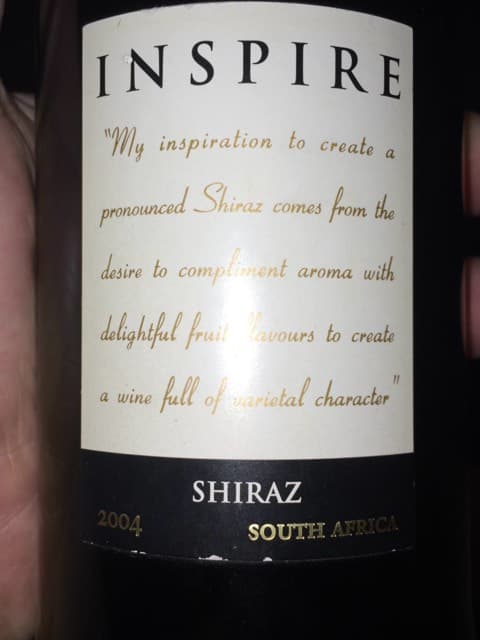 INSPIRE
"My inspiration to create a
pronounced Shiraz comes from the
desire to compliment aroma with
delightful fruit flavours to create
a wine full of varietal character"
SHIRAZ
2004 SOUTH AFRICA